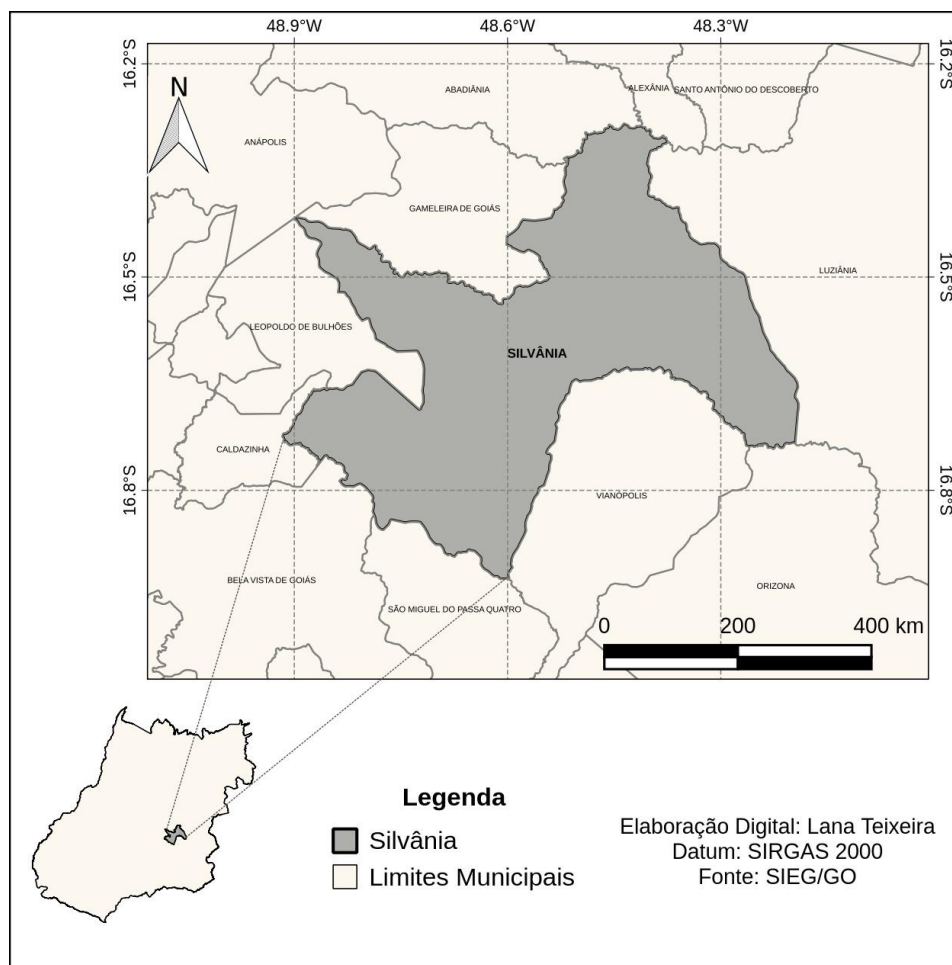 48.9°W
48.6°W
48.3°W
16.2°S
16.2°S
N
ABADIÂNIA
ALEXÂNIA
SANTO ANTÔNIO DO DESCOBERTO
ANÁPOLIS
GAMELEIRA DE GOIÁS
16.5°S
16.5°S
LUZIÂNIA
LEOPOLDO DE BULHÕES
SILVÂNIA
CALDAZINHA
16.8°S
16.8°S
VIANÓPOLIS
BELA VISTA DE GOIÁS
ORIZONA
SÃO MIGUEL DO PASSA QUATRO
0 200 400 km
Legenda
Silvânia
Limites Municipais
Elaboração Digital: Lana Teixeira
Datum: SIRGAS 2000
Fonte: SIEG/GO